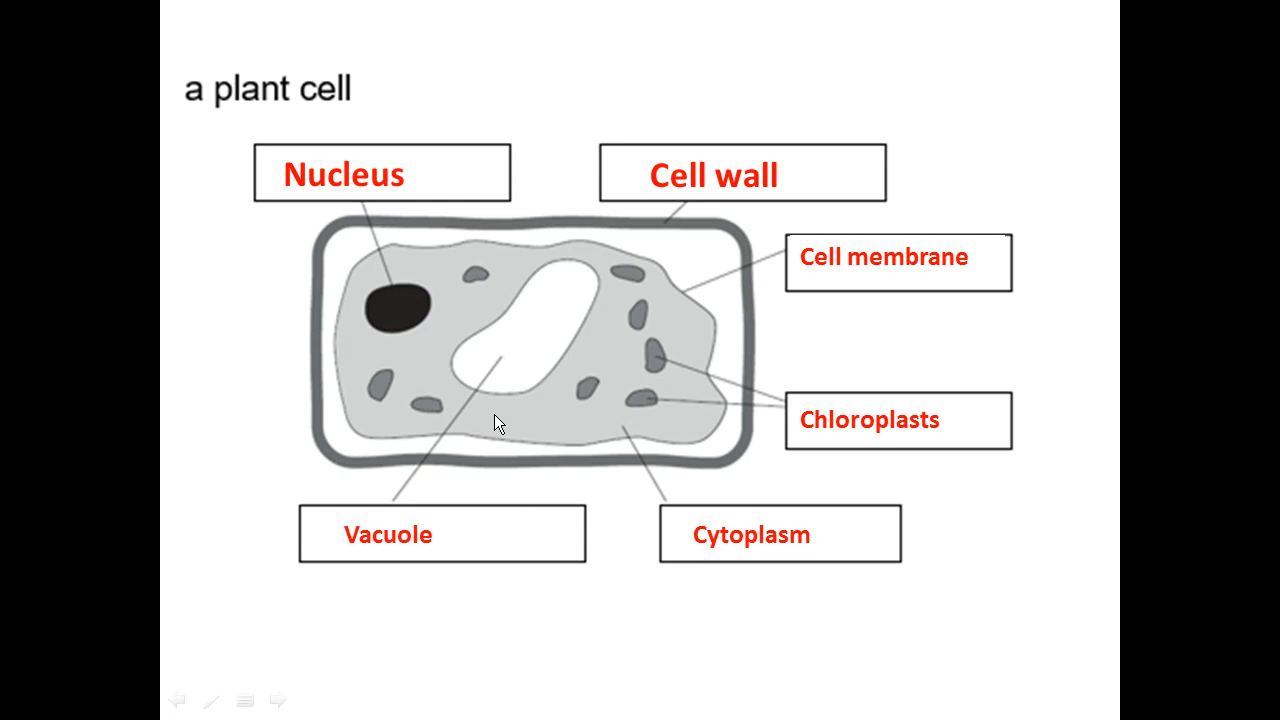 a plant cell
Nucleus
Cell wall
Cell membrane
Chloroplasts
Vacuole
Cytoplasm